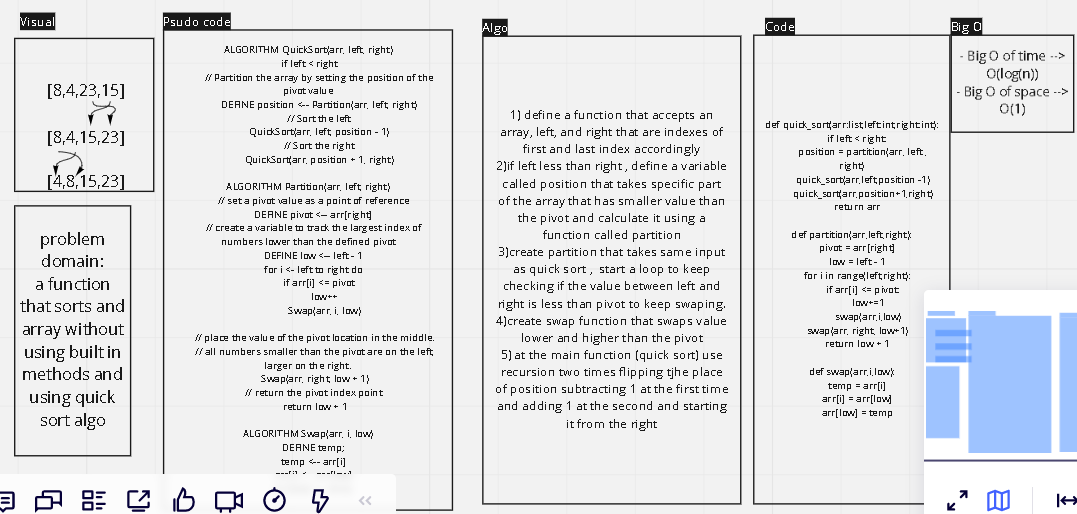 Visual
[8,4,23,15]
[8,4,15,23]
[4,8,15,23]
problem
domain:
a function
that sorts and
array without
using built in
methods and
using quick
sort algo
Psudo code
ALGORITHM QuickSort(arr, left, right)
if left < right
// Partition the array by setting the position of the
pivot value
DEFINE position <-- Partition(arr, left, right)
// Sort the left
QuickSort(arr, left, position - 1)
// Sort the right
QuickSort(arr, position + 1, right)
ALGORITHM Partition(arr, left, right)
// set a pivot value as a point of reference
DEFINE pivot <-- arr[right]
// create a variable to track the largest index of
numbers lower than the defined pivot
DEFINE low <-- left - 1
for i <- left to right do
if arr[i] <= pivot
low++
Swap(arr, i, low)
// place the value of the pivot location in the middle.
// all numbers smaller than the pivot are on the left,
larger on the right.
Swap(arr, right, low + 1)
// return the pivot index point
return low + 1
ALGORITHM Swap(arr, i, low)
DEFINE temp;
temp <-- arr[i]
Algo
1) define a function that accepts an
array, left, and right that are indexes of
first and last index accordingly
2)if left less than right , define a variable
called position that takes specific part
of the array that has smaller value than
the pivot and calculate it using a
function called partition
3)create partition that takes same input
as quick sort , start a loop to keep
checking if the value between left and
right is less than pivot to keep swaping.
4)create swap function that swaps value
lower and higher than the pivot
5) at the main function (quick sort) use
recursion two times flipping tjhe place
of position subtracting 1 at the first time
and adding 1 at the second and starting
it from the right
Code
def quick_sort(arr:list,left:int,right:int):
if left < right:
position = partition(arr, left,
right)
quick_sort(arr,left,position -1)
quick_sort(arr,position+1,right)
return arr
def partition(arr,left,right):
pivot = arr[right]
low = left - 1
for i in range(left,right):
if arr[i] <= pivot:
low+=1
swap(arr,i,low)
swap(arr, right, low+1)
return low + 1
def swap(arr,i,low):
temp = arr[i]
arr[i] = arr[low]
arr[low] = temp
Big O
- Big O of time -->
O(log(n))
- Big O of space -->
O(1)